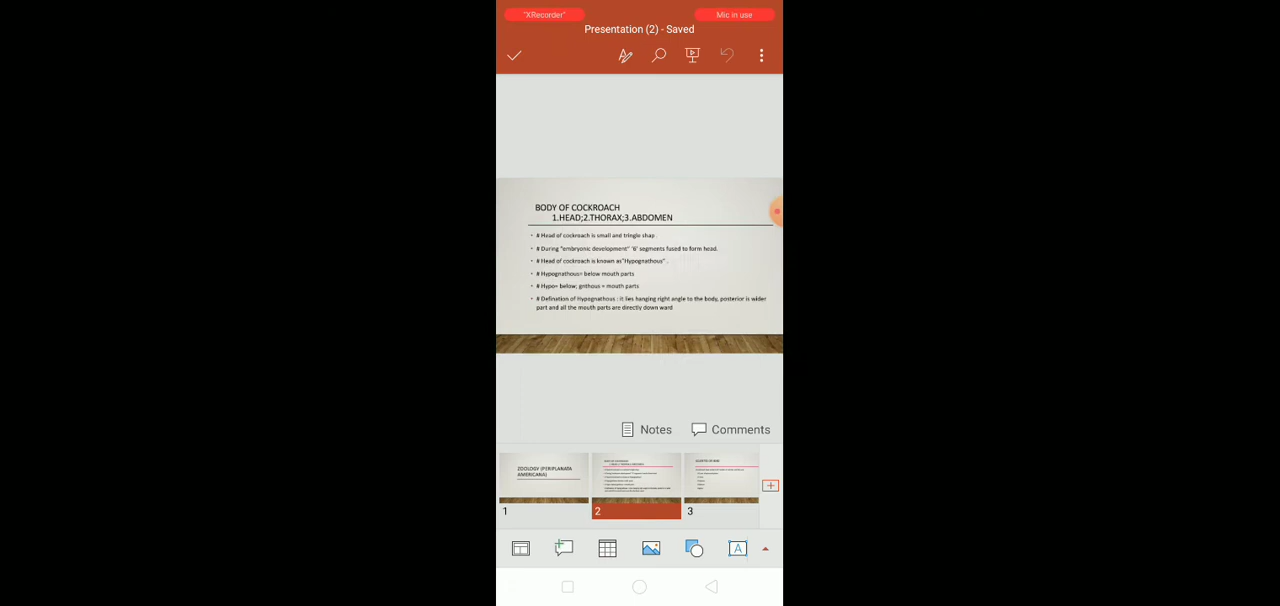 "XRecorder"
Mic in use
Presentation (2) - Saved
BODY OF COCKROACH
1.HEAD;2.THORAX;3.ABDOMEN
• # Head of cockroach is small and tringle shap .
• # During "embryonic development" '6' segments fused to form head.
• # Head of cockroach is known as"Hypognathous" .
• # Hypognathous= below mouth parts
• # Hypo= below; gnthous = mouth parts
• # Defination of Hypognathous : it lies hanging right angle to the body, posterior is wider
part and all the mouth parts are directly down ward
Notes
Comments
ZOOLOGY (PERIPLANATA
AMERICANA)
1
2
3